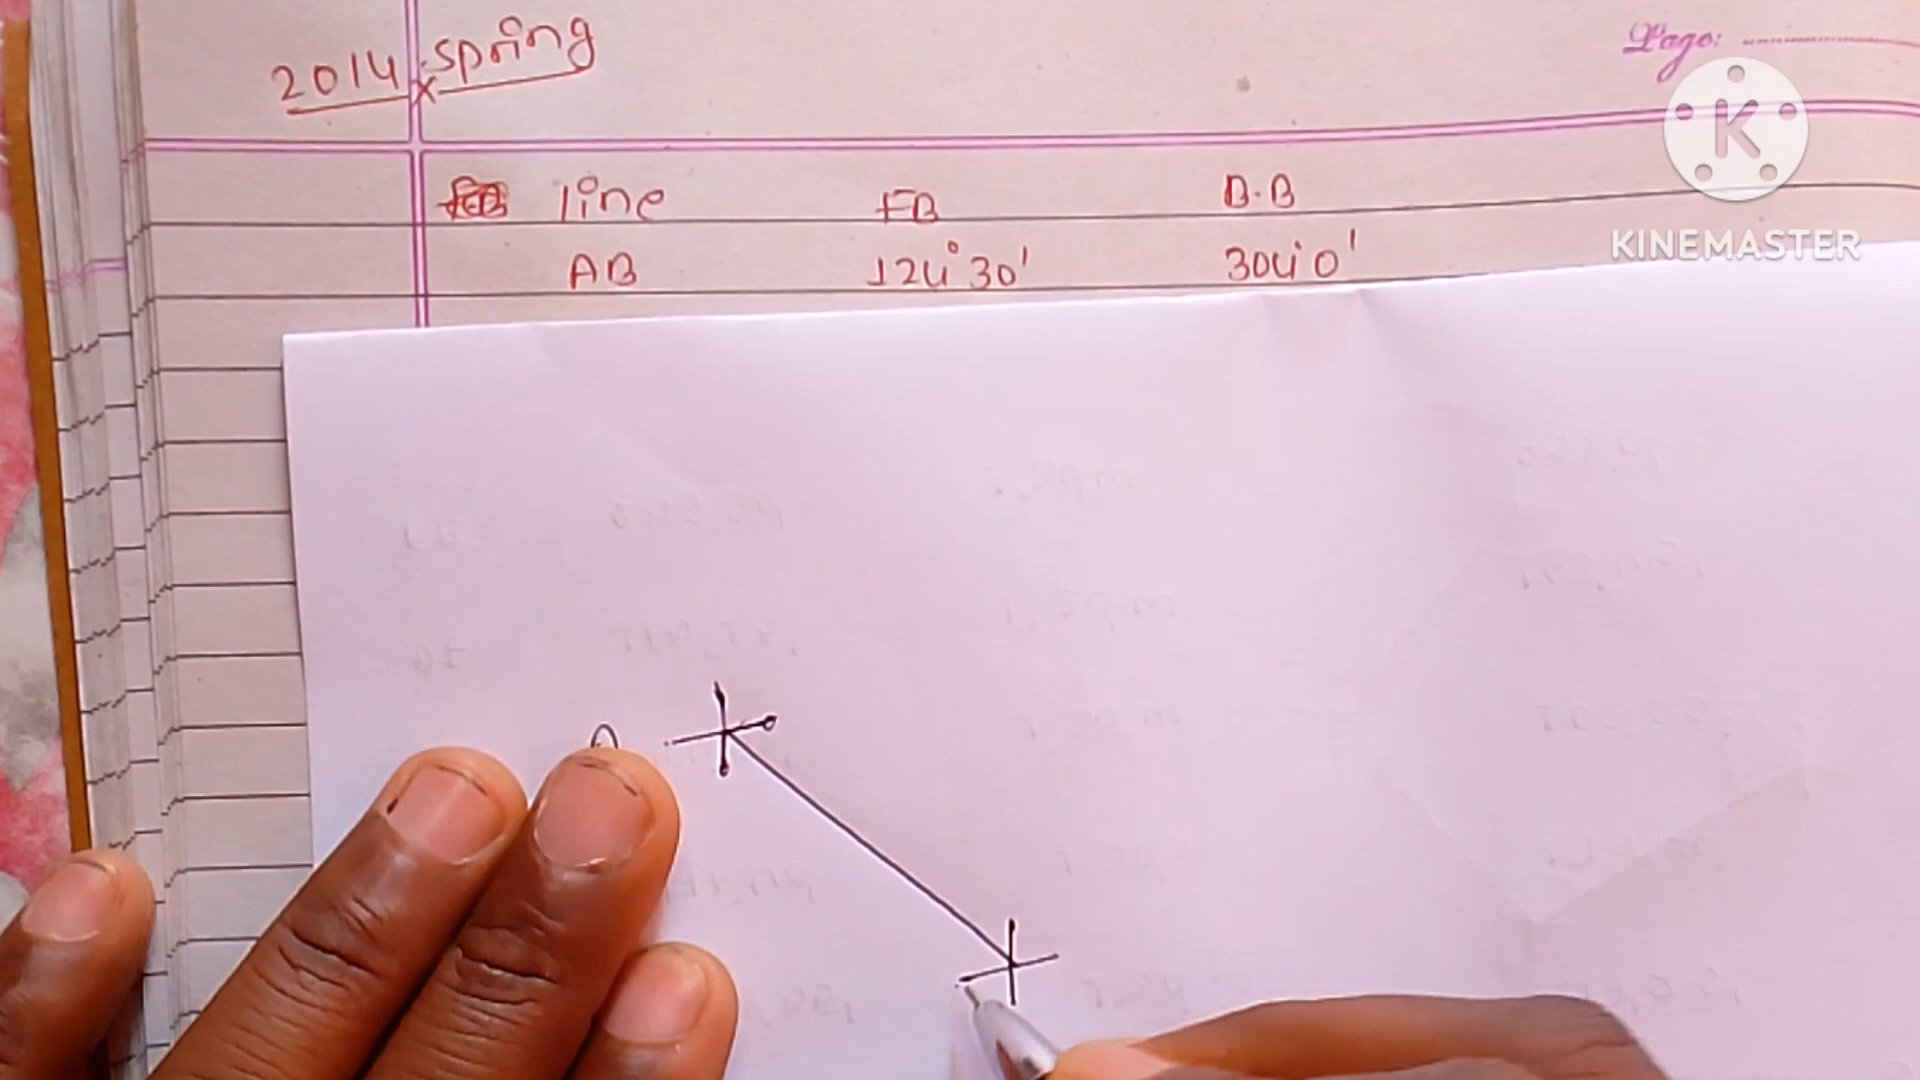 2014 spring
Page:
K
KINEMASTER
line FB B.B
AB 124°30' 304°0'